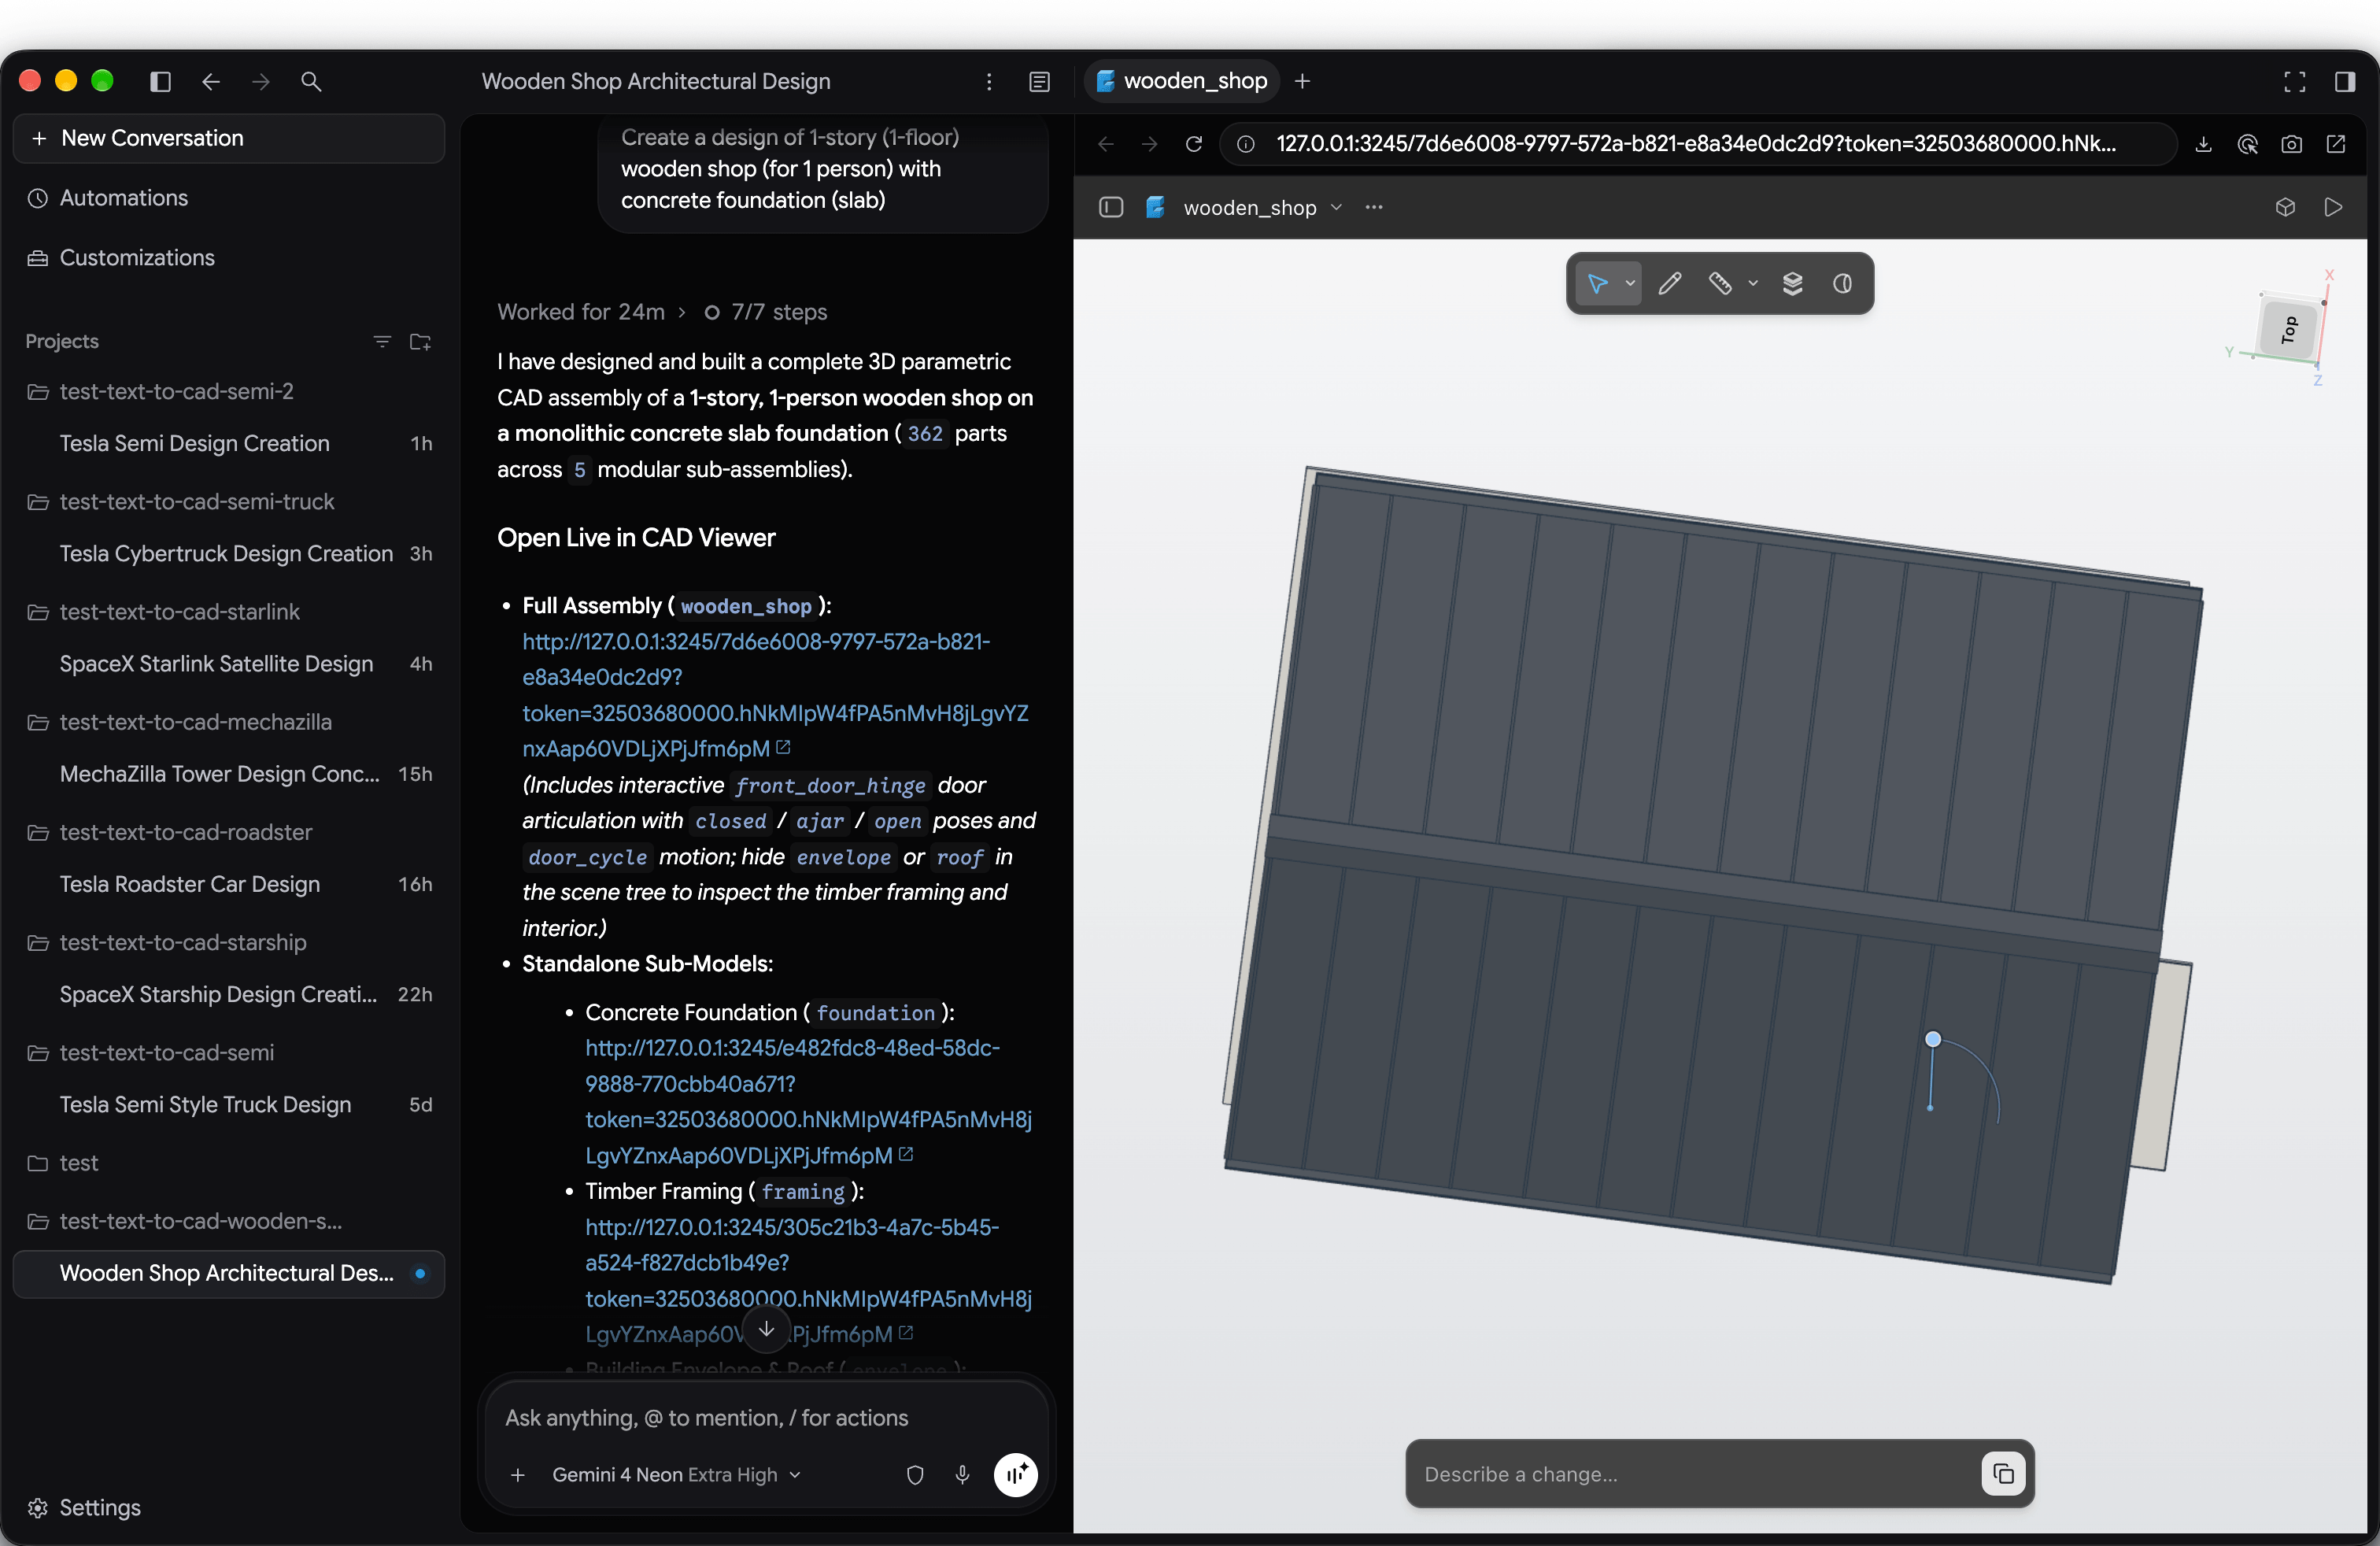 Wooden Shop Architectural Design
wooden_shop
New Conversation
Automations
Customizations
Projects
test-text-to-cad-semi-2
Tesla Semi Design Creation 1h
test-text-to-cad-semi-truck
Tesla Cybertruck Design Creation 3h
test-text-to-cad-starlink
SpaceX Starlink Satellite Design 4h
test-text-to-cad-mechazilla
MechaZilla Tower Design Conc... 15h
test-text-to-cad-roadster
Tesla Roadster Car Design 16h
test-text-to-cad-starship
SpaceX Starship Design Creati... 22h
test-text-to-cad-semi
Tesla Semi Style Truck Design 5d
test
test-text-to-cad-wooden-s...
Wooden Shop Architectural Des...
Settings
Create a design of 1-story (1-floor)
wooden shop (for 1 person) with
concrete foundation (slab)
Worked for 24m > 7/7 steps
I have designed and built a complete 3D parametric
CAD assembly of a 1-story, 1-person wooden shop on
a monolithic concrete slab foundation ( 362 parts
across 5 modular sub-assemblies).
Open Live in CAD Viewer
• Full Assembly ( wooden_shop ):
http://127.0.0.1:3245/7d6e6008-9797-572a-b821-
e8a34e0dc2d9?
token=32503680000.hNkMIpW4fPA5nMvH8jLgvYZ
nxAap60VDLjXPjJfm6pM
(Includes interactive front_door_hinge door
articulation with closed / ajar / open poses and
door_cycle motion; hide envelope or roof in
the scene tree to inspect the timber framing and
interior.)
• Standalone Sub-Models:
• Concrete Foundation ( foundation ):
http://127.0.0.1:3245/e482fdc8-48ed-58dc-
9888-770cbb40a671?
token=32503680000.hNkMIpW4fPA5nMvH8j
LgvYZnxAap60VDLjXPjJfm6pM
• Timber Framing ( framing ):
http://127.0.0.1:3245/305c21b3-4a7c-5b45-
a524-f827dcb1b49e?
token=32503680000.hNkMIpW4fPA5nMvH8j
• Building Envelope & Roof ( envelope ):
Ask anything, @ to mention, / for actions
Gemini 4 Neon Extra High
127.0.0.1:3245/7d6e6008-9797-572a-b821-e8a34e0dc2d9?token=32503680000.hNk...
wooden_shop
X
Top
Y
Z
Describe a change...